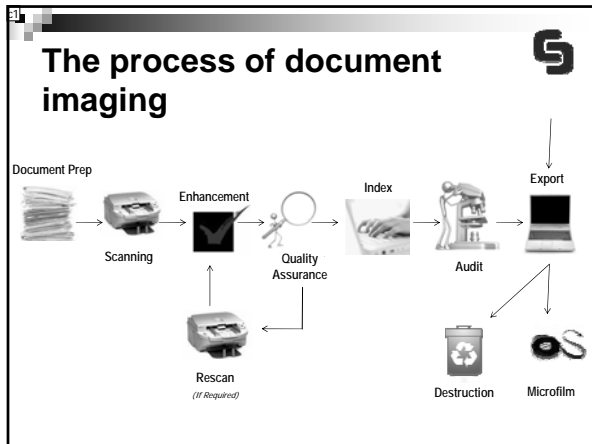 c1
The process of document
imaging
Document Prep
Scanning
Enhancement
Quality
Assurance
Index
Audit
Export
Rescan
(If Required)
Destruction
Microfilm